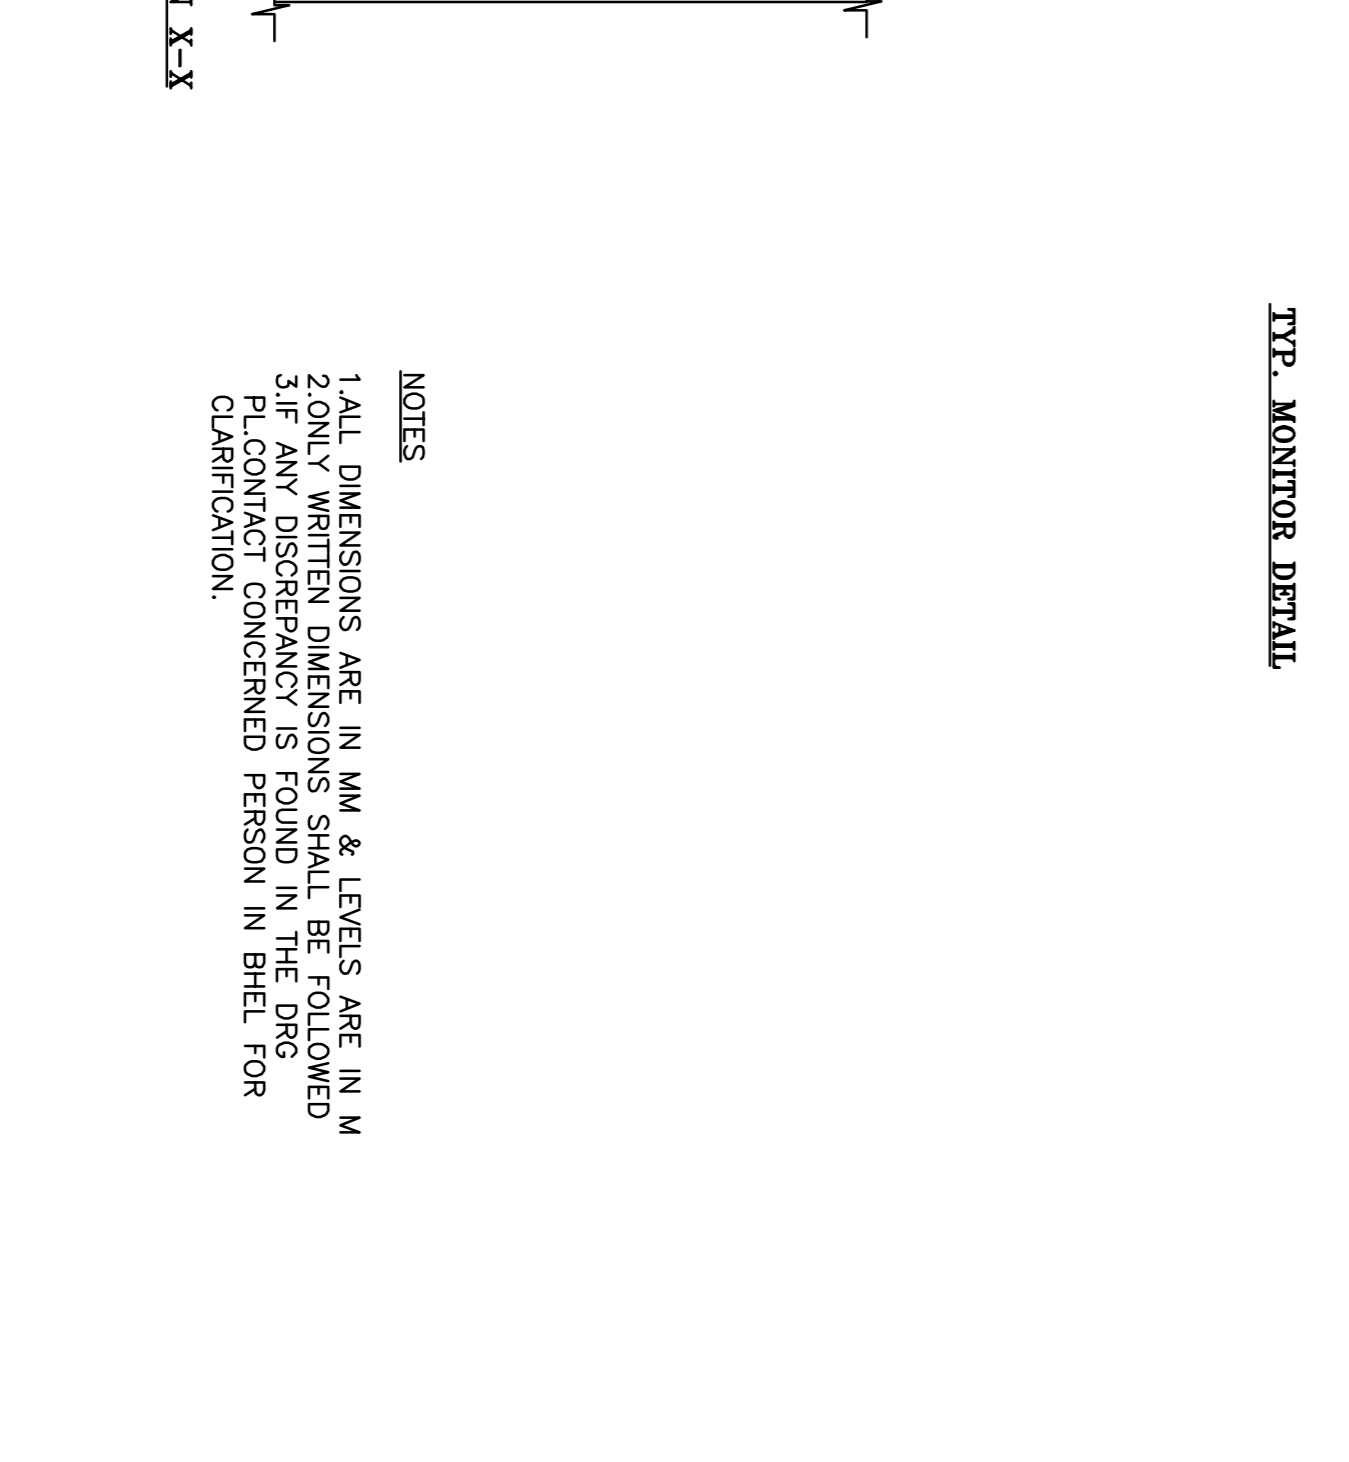 TYP. MONITOR DETAIL
NOTES
1.ALL DIMENSIONS ARE IN MM & LEVELS ARE IN M
2.ONLY WRITTEN DIMENSIONS SHALL BE FOLLOWED
3.IF ANY DISCREPANCY IS FOUND IN THE DRG
PL.CONTACT CONCERNED PERSON IN BHEL FOR
CLARIFICATION.
X-X